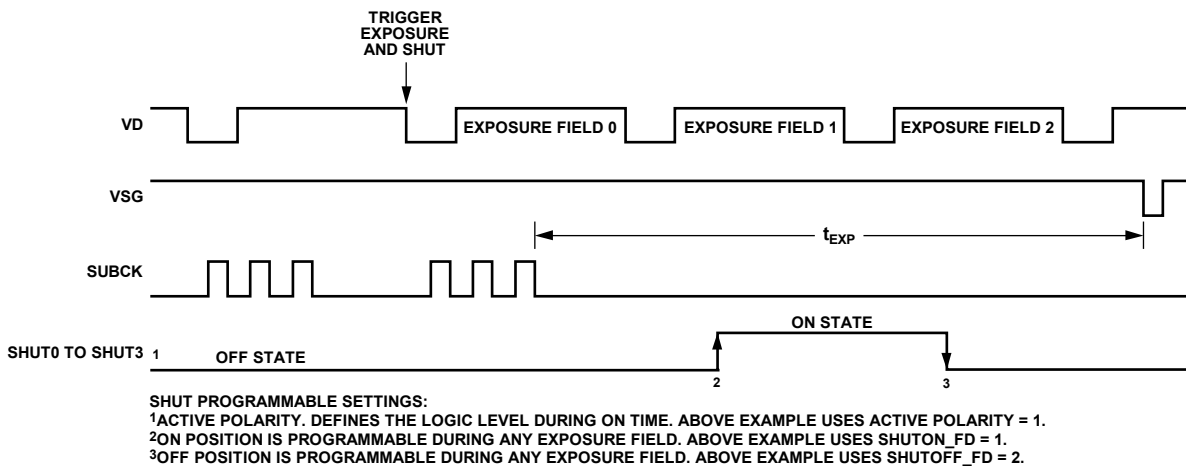 TRIGGER
EXPOSURE
AND SHUT
VD
EXPOSURE FIELD 0
EXPOSURE FIELD 1
EXPOSURE FIELD 2
VSG
tEXP
SUBCK
ON STATE
SHUT0 TO SHUT3 1
OFF STATE
2
3
SHUT PROGRAMMABLE SETTINGS:
1ACTIVE POLARITY. DEFINES THE LOGIC LEVEL DURING ON TIME. ABOVE EXAMPLE USES ACTIVE POLARITY = 1.
2ON POSITION IS PROGRAMMABLE DURING ANY EXPOSURE FIELD. ABOVE EXAMPLE USES SHUTON_FD = 1.
3OFF POSITION IS PROGRAMMABLE DURING ANY EXPOSURE FIELD. ABOVE EXAMPLE USES SHUTOFF_FD = 2.